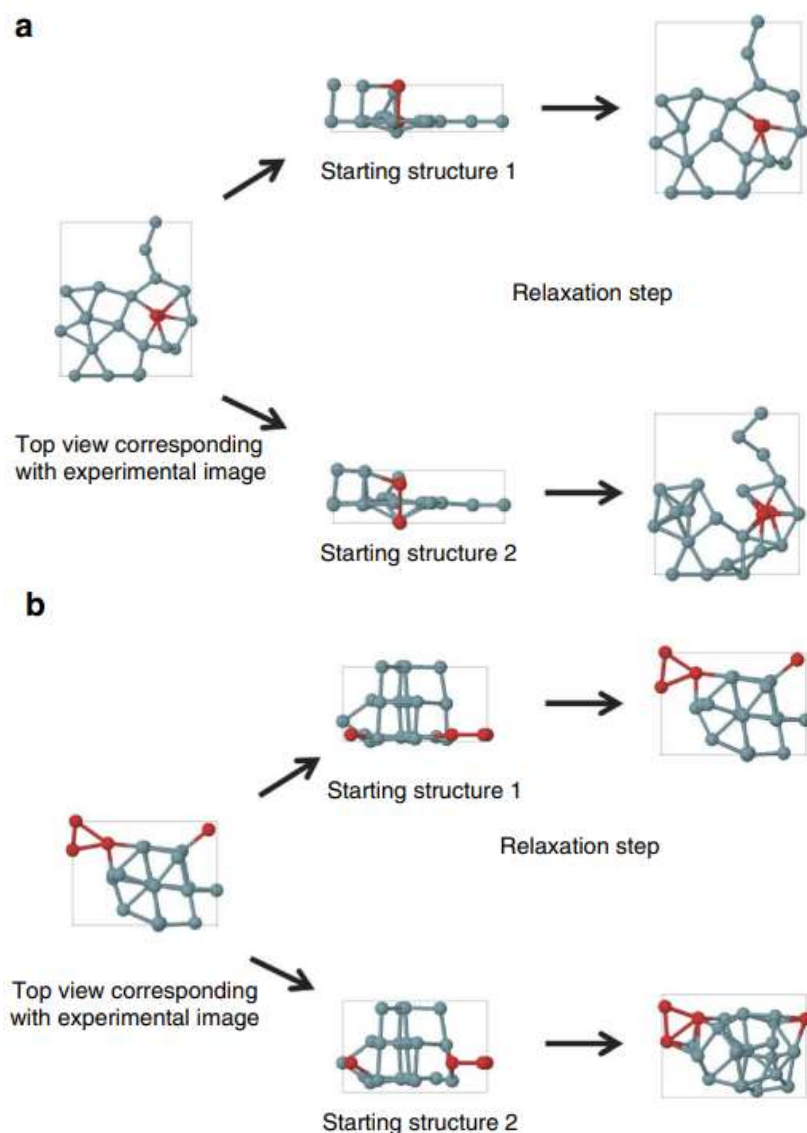 a
Starting structure 1
Relaxation step
Top view corresponding
with experimental image
Starting structure 2
b
Starting structure 1
Relaxation step
Top view corresponding
with experimental image
Starting structure 2